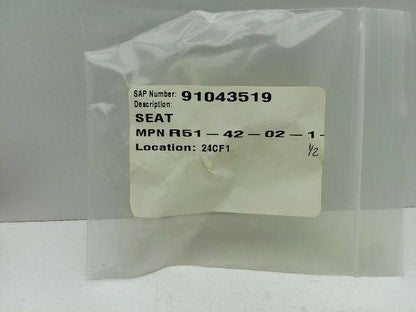 SAP Number: 91043519
Description:
SEAT
MPN R51-42-02-1-
Location: 24CF1
1/2